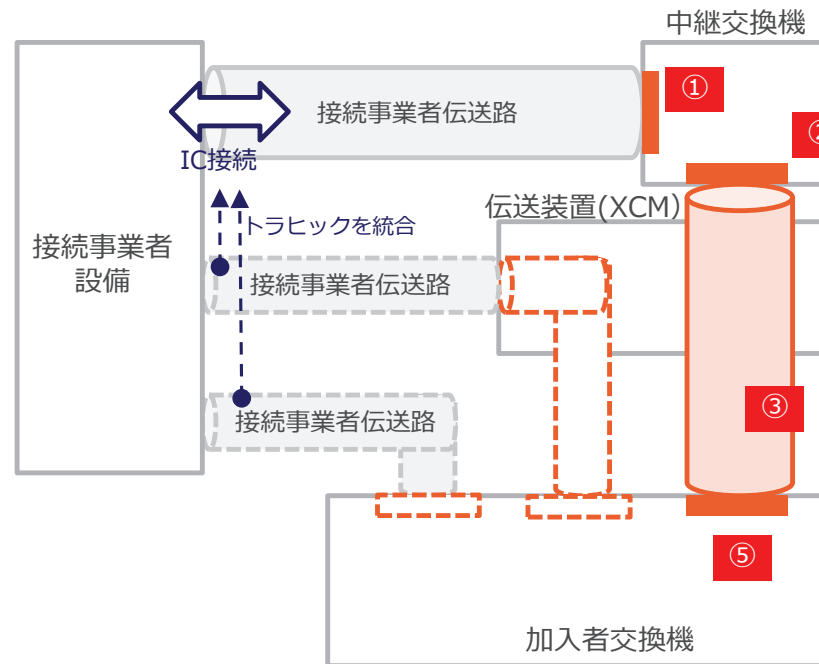 中継交換機
①
接続事業者伝送路
②
IC接続
伝送装置(XCM)
トラヒックを統合
接続事業者
設備
接続事業者伝送路
③
接続事業者伝送路
⑤
加入者交換機